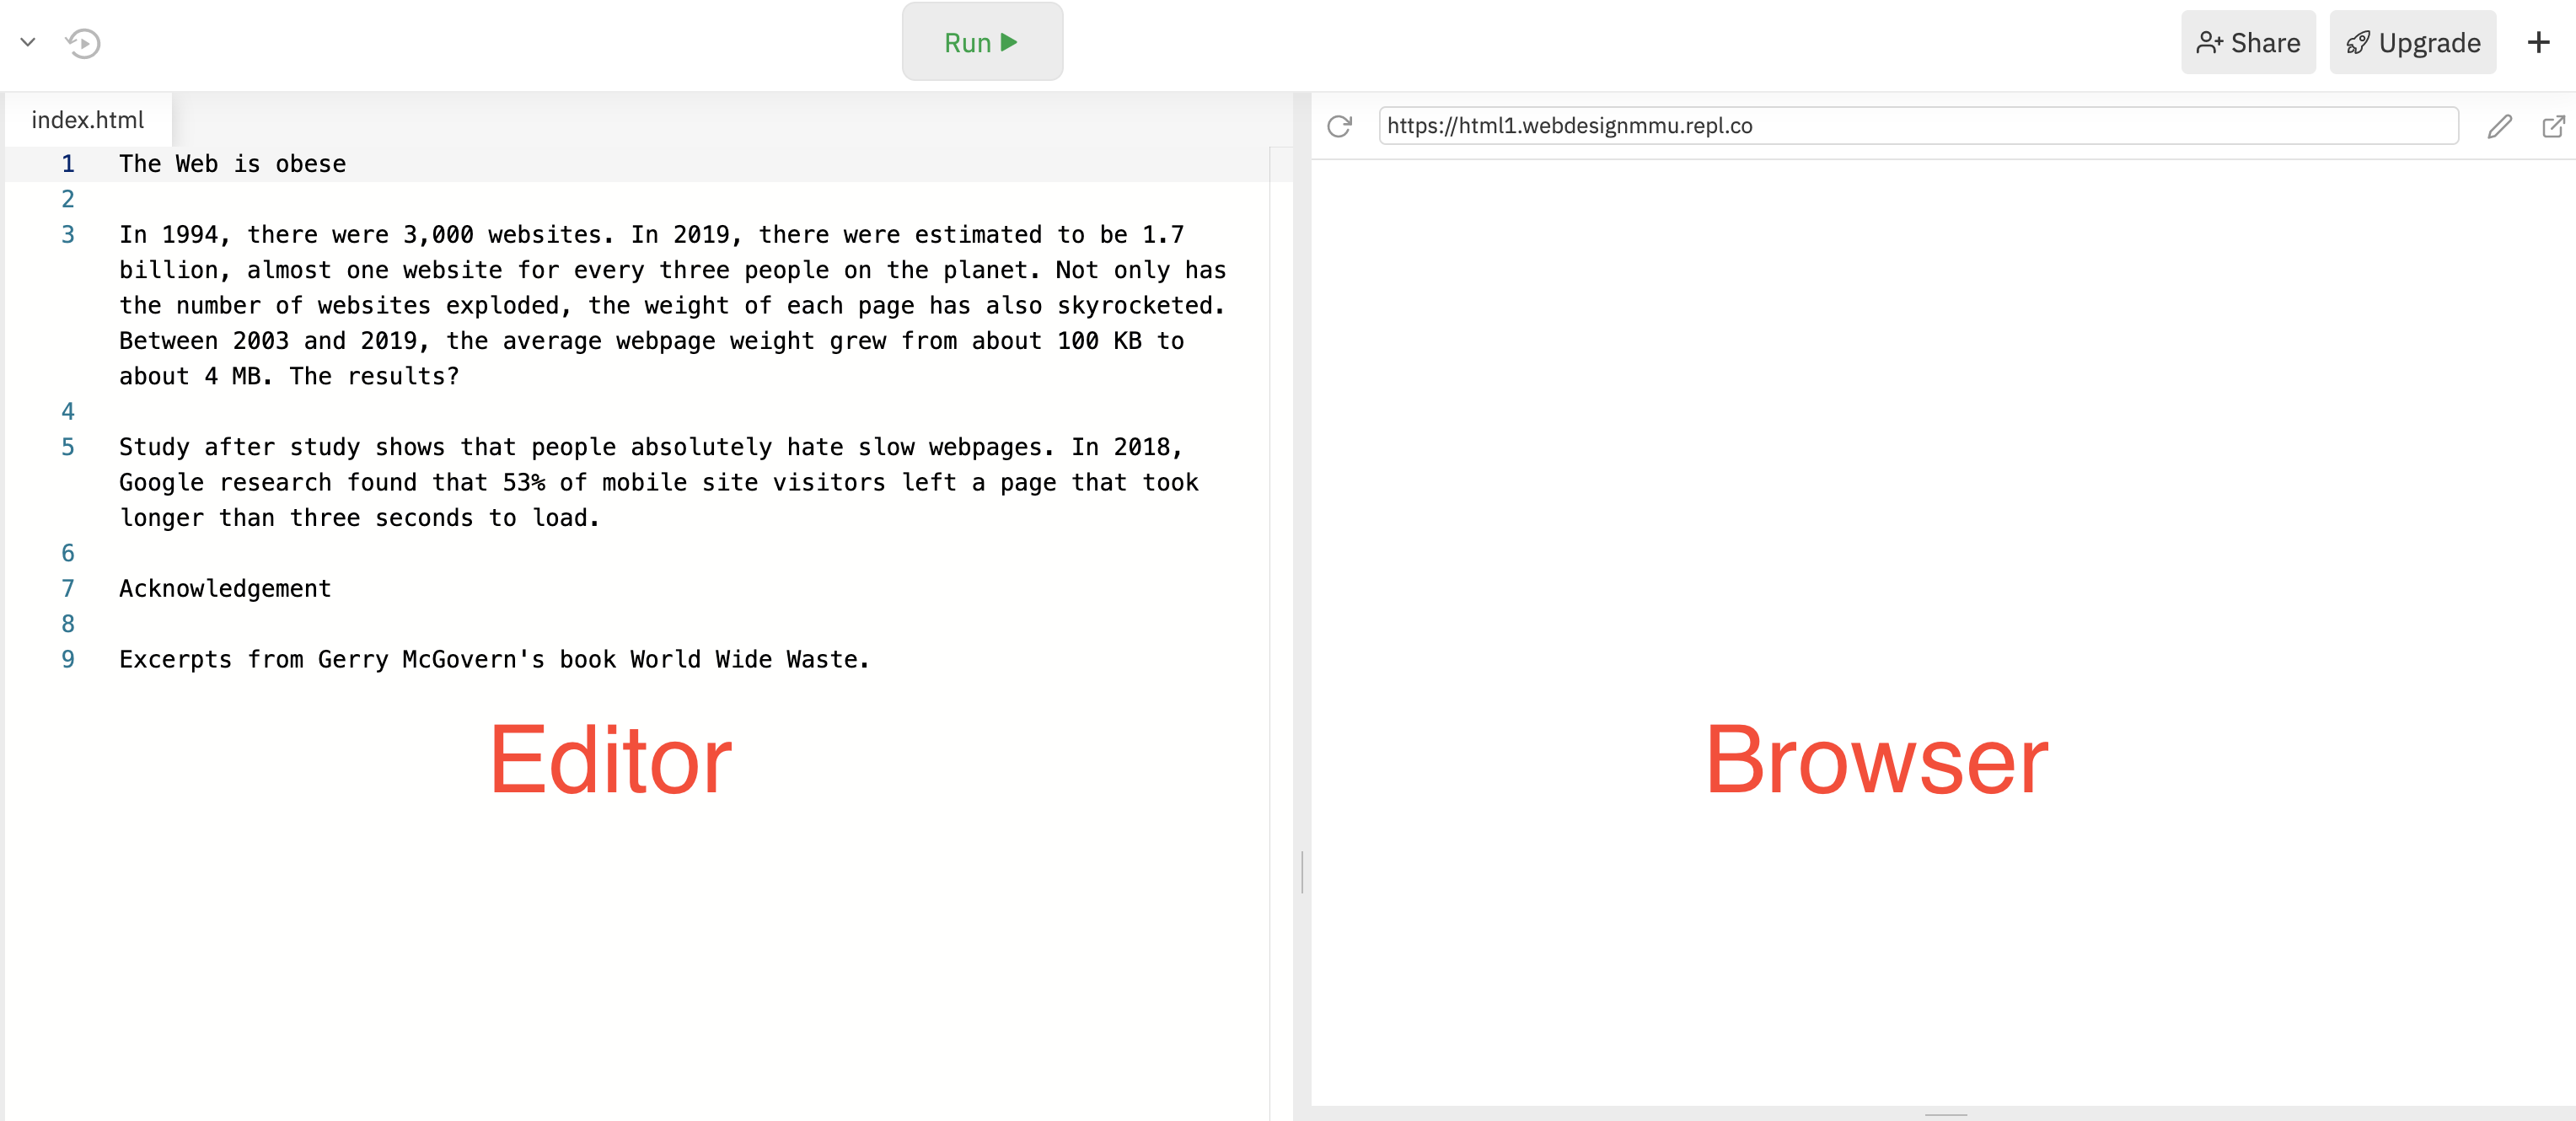 Run
Share
Upgrade
index.html
https://html1.webdesignmmu.repl.co
1 The Web is obese
2
3 In 1994, there were 3,000 websites. In 2019, there were estimated to be 1.7
billion, almost one website for every three people on the planet. Not only has
the number of websites exploded, the weight of each page has also skyrocketed.
Between 2003 and 2019, the average webpage weight grew from about 100 KB to
about 4 MB. The results?
4
5 Study after study shows that people absolutely hate slow webpages. In 2018,
Google research found that 53% of mobile site visitors left a page that took
longer than three seconds to load.
6
7 Acknowledgement
8
9 Excerpts from Gerry McGovern's book World Wide Waste.
Editor
Browser